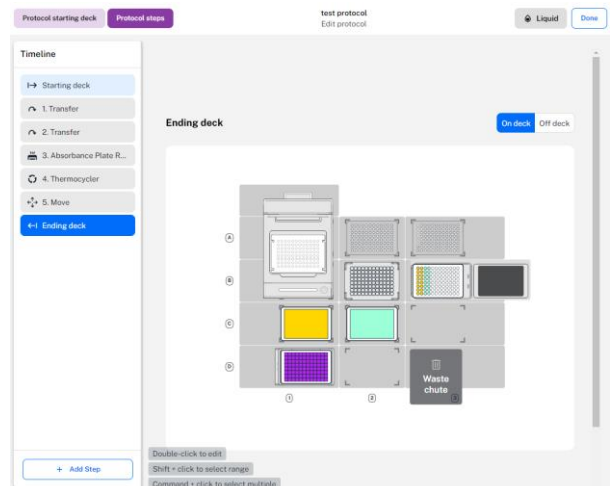 Protocol starting deck
Protocol steps
test protocol
Edit protocol
Liquid
Done
Timeline
Starting deck
1. Transfer
2. Transfer
3. Absorbance Plate R...
4. Thermocycler
5. Move
Ending deck
+ Add Step
Ending deck
On deck
Off deck
A
B
C
D
Waste
chute
1
2
3
Double-click to edit
Shift + click to select range
Command + click to select multiple